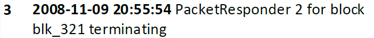 3 2008-11-09 20:55:54 PacketResponder 2 for block
blk_321 terminating